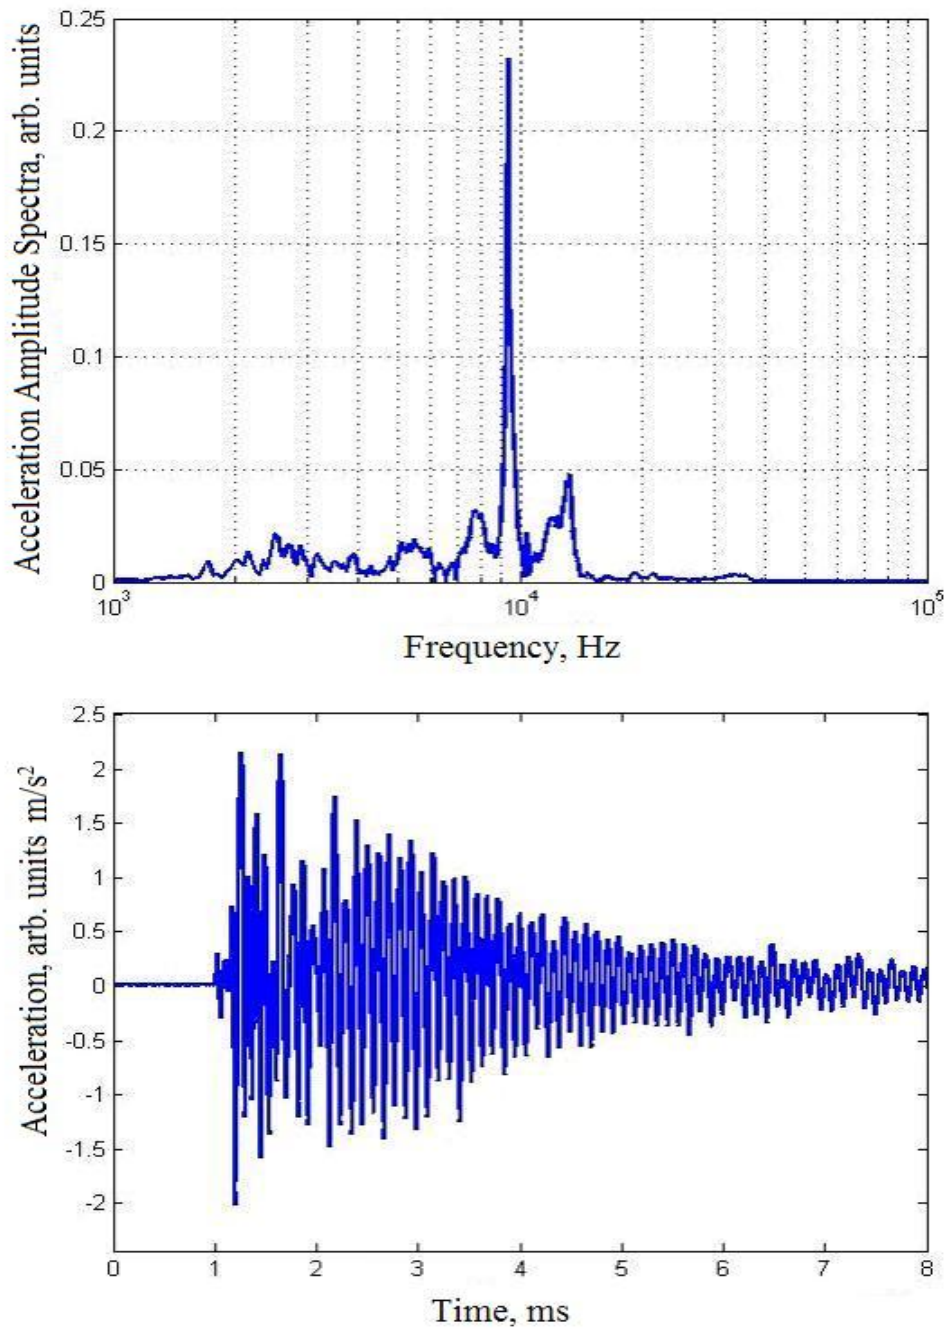 Acceleration Amplitude Spectra, arb. units
0.25
0.2
0.15
0.1
0.05
0
10³ 10⁴ 10⁵
Frequency, Hz
Acceleration, arb. units m/s²
2.5
2
1.5
1
0.5
0
-0.5
-1
-1.5
-2
0 1 2 3 4 5 6 7 8
Time, ms